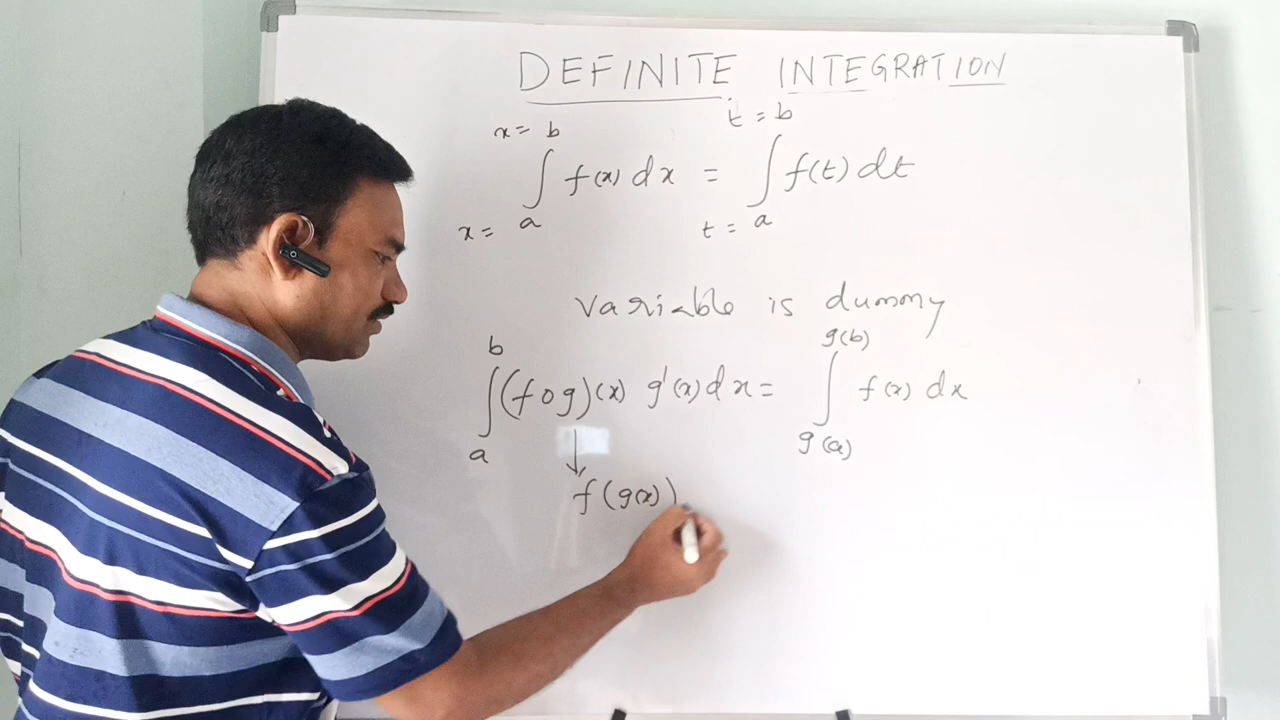 DEFINITE INTEGRATION
x = b t = b
∫ f(x) dx = ∫ f(t) dt
x = a t = a
variable is dummy
b g(b)
∫ (fog)(x) g'(x) dx = ∫ f(x) dx
a g(a)
↓
f(g(x))